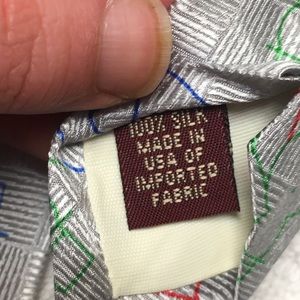 100% SILK
MADE IN
USA OF
IMPORTED
FABRIC